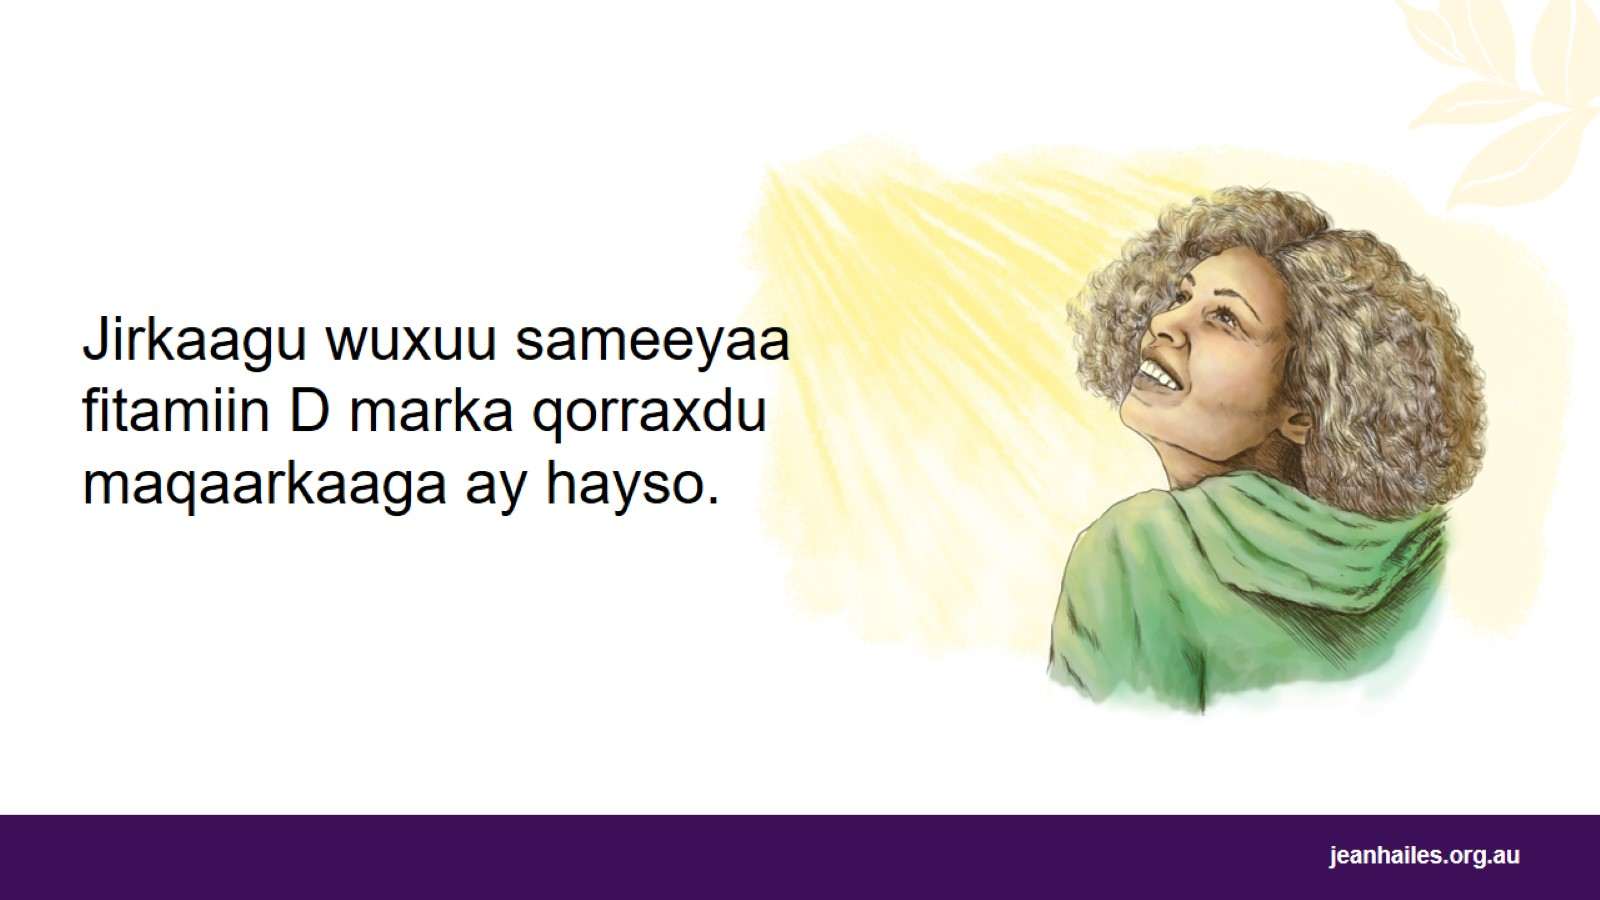 Jirkaagu wuxuu sameeyaa
fitamiin D marka qorraxdu
maqaarkaaga ay hayso.
jeanhailes.org.au